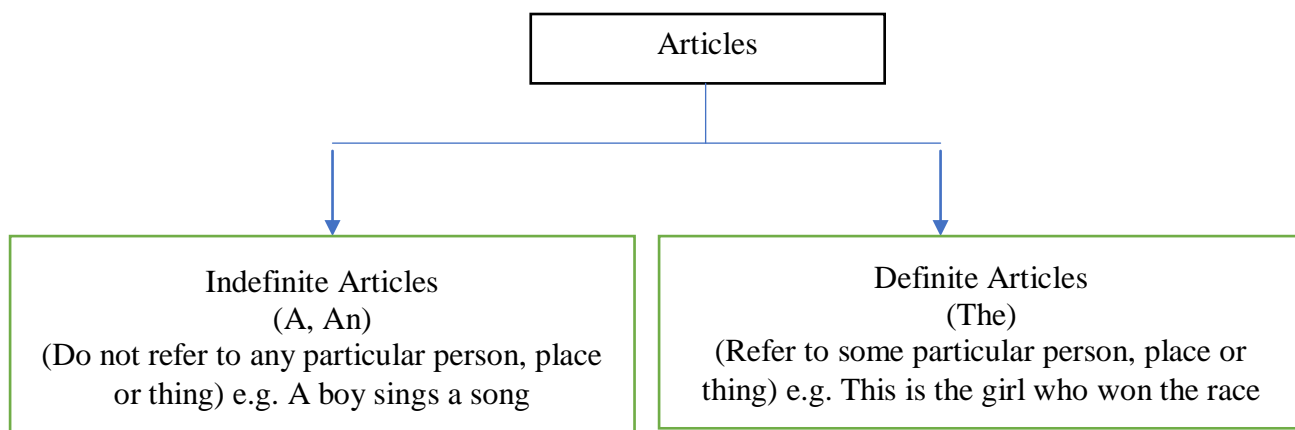 Articles
Indefinite Articles
(A, An)
(Do not refer to any particular person, place
or thing) e.g. A boy sings a song
Definite Articles
(The)
(Refer to some particular person, place or
thing) e.g. This is the girl who won the race